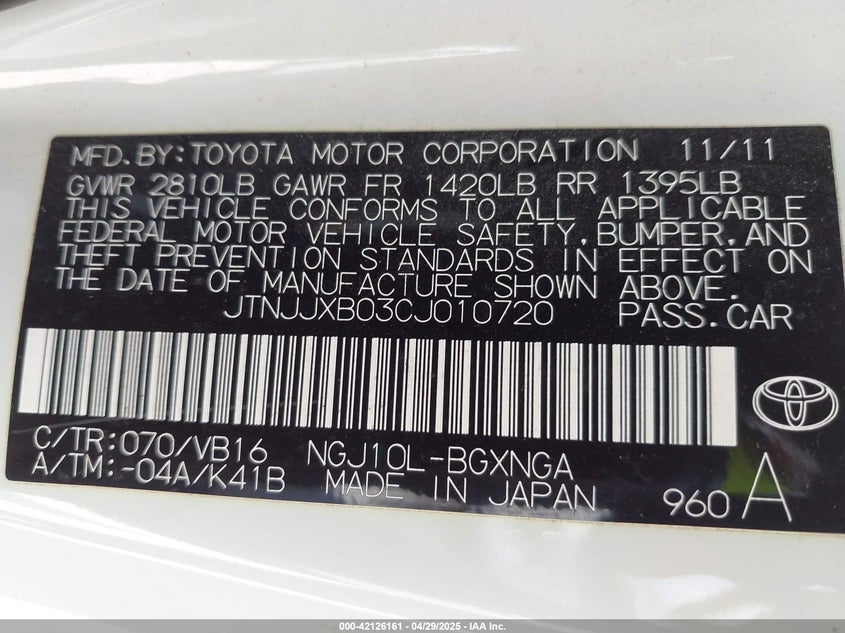 MFD.BY:TOYOTA MOTOR CORPORATION 11/11
GVWR 2810LB GAWR FR 1420LB RR 1395LB
THIS VEHICLE CONFORMS TO ALL APPLICABLE
FEDERAL MOTOR VEHICLE SAFETY,BUMPER,AND
THEFT PREVENTION STANDARDS IN EFFECT ON
THE DATE OF MANUFACTURE SHOWN ABOVE.
JTNJJXB03CJ010720 PASS.CAR
C/TR:070/VB16 NGJ10L-BGXNGA
A/TM:-04A/K41B MADE IN JAPAN 960 A
000-42126161 - 04/29/2025 - IAA Inc.